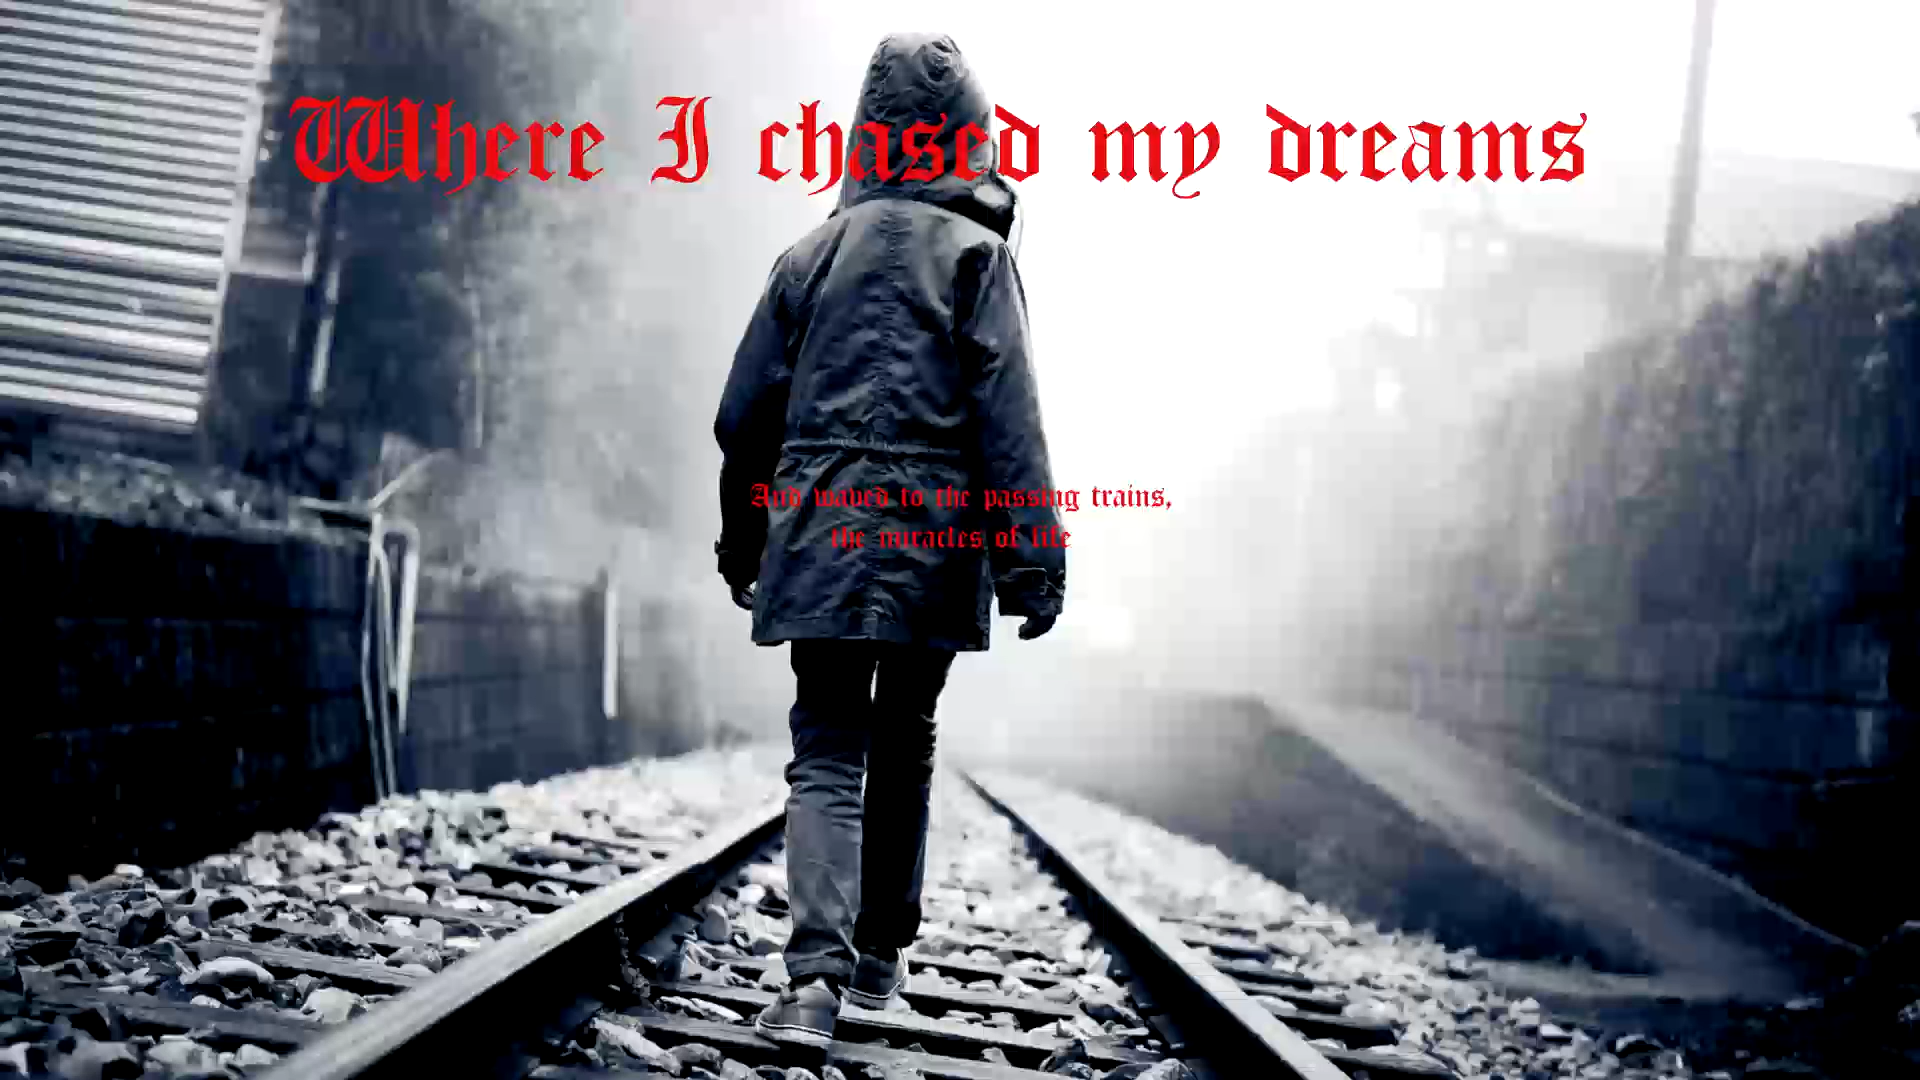 Where I chased my dreams
And waved to the passing trains,
the miracles of life